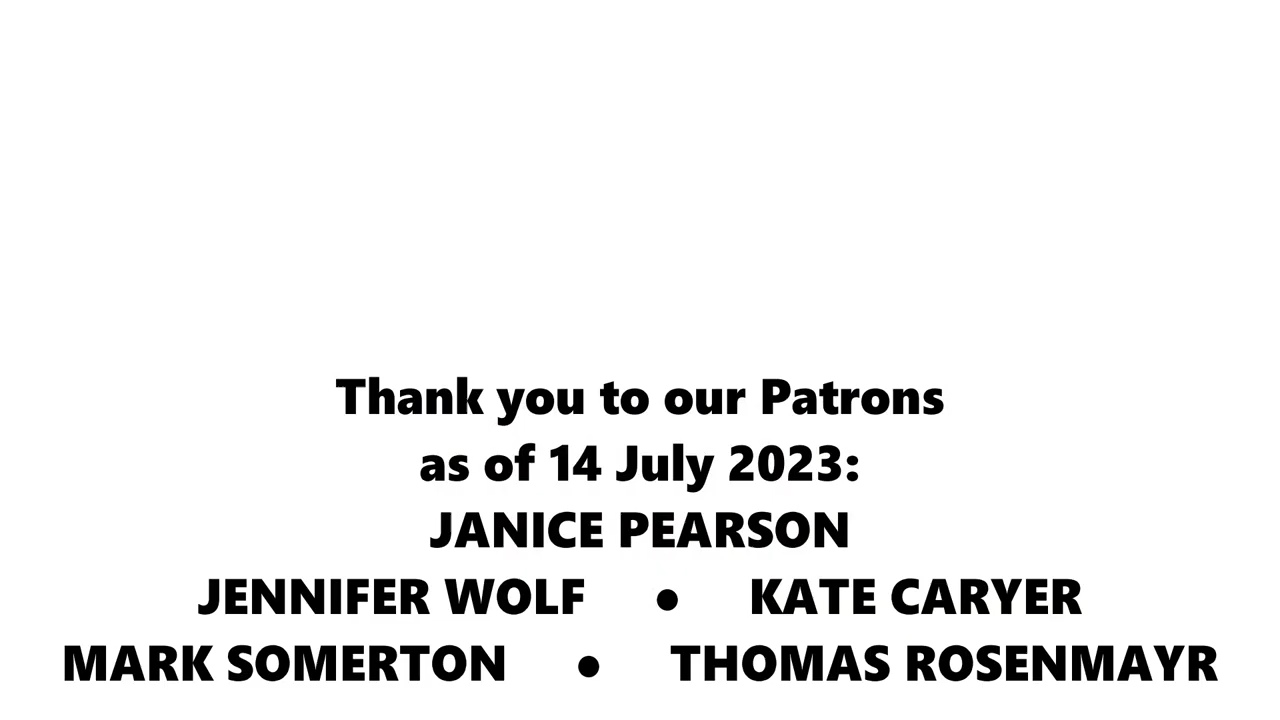 Thank you to our Patrons
as of 14 July 2023:
JANICE PEARSON
JENNIFER WOLF ● KATE CARYER
MARK SOMERTON ● THOMAS ROSENMAYR